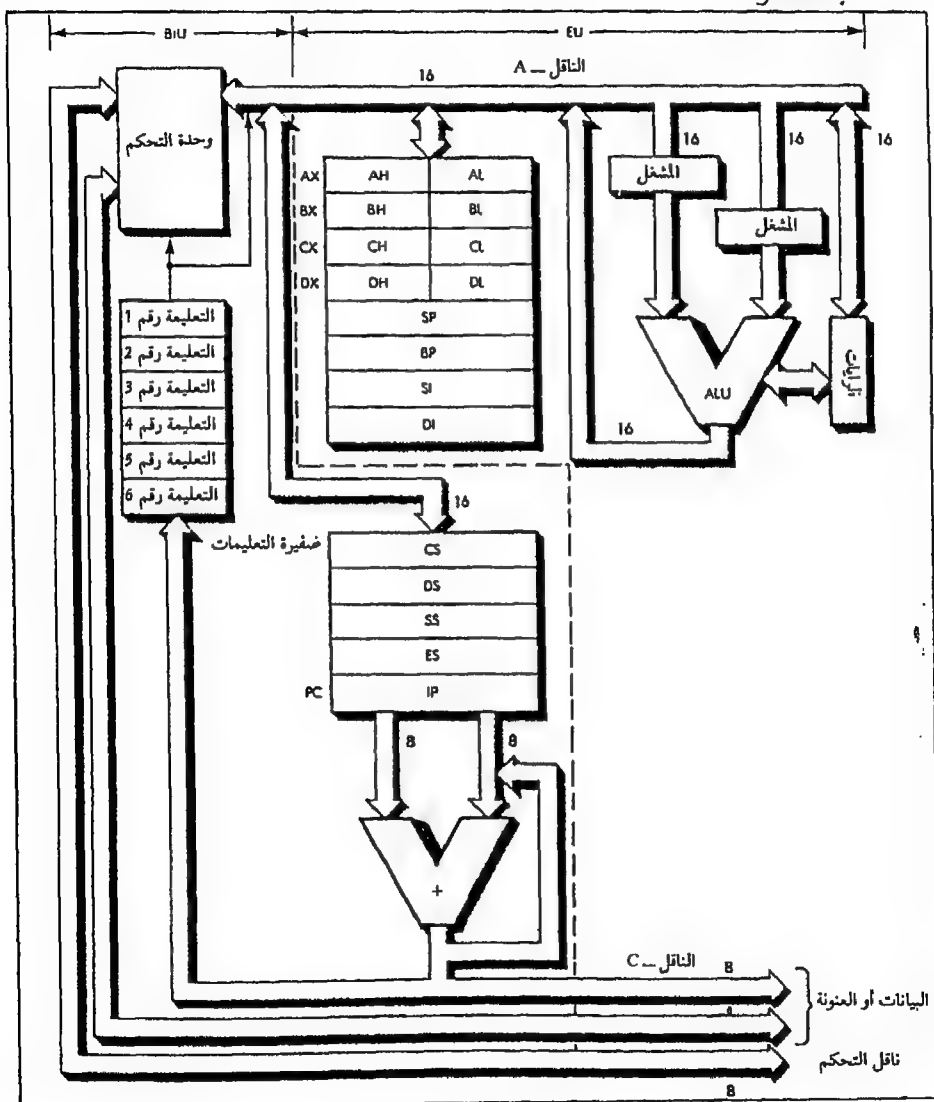 BIU
EU
الناقل — A
16
وحدة التحكم
16
16
16
المشغل
المشغل
AX AH AL
BX BH BL
CX CH CL
DX DH DL
SP
BP
SI
DI
ALU
الرايات
16
التعليمة رقم 1
التعليمة رقم 2
التعليمة رقم 3
التعليمة رقم 4
التعليمة رقم 5
التعليمة رقم 6
ضفيرة التعليمات
16
CS
DS
SS
ES
PC IP
8
8
+
الناقل — C
8
البيانات أو العنونة
8
ناقل التحكم
8